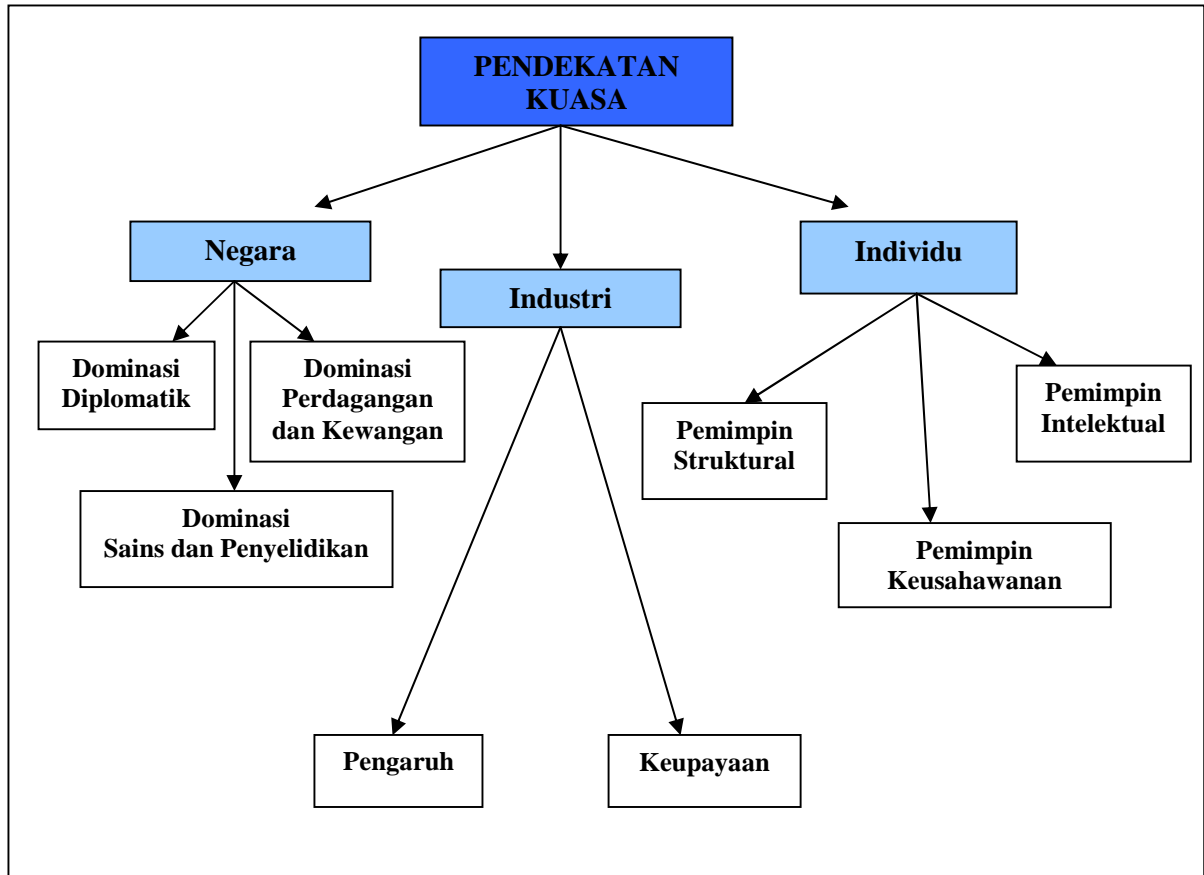 PENDEKATAN
KUASA
Negara
Industri
Individu
Dominasi
Diplomatik
Dominasi
Perdagangan
dan Kewangan
Dominasi
Sains dan Penyelidikan
Pemimpin
Struktural
Pemimpin
Intelektual
Pemimpin
Keusahawanan
Pengaruh
Keupayaan